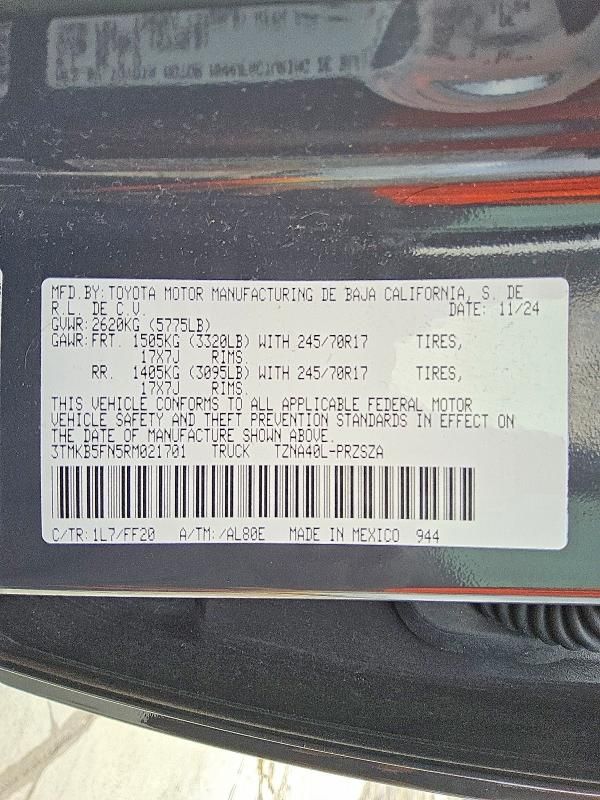 MFD.BY:TOYOTA MOTOR MANUFACTURING DE BAJA CALIFORNIA, S. DE
R.L. DE C.V. DATE: 11/24
GVWR:2620KG (5775LB)
GAWR:FRT. 1505KG (3320LB) WITH 245/70R17 TIRES,
17X7J RIMS.
RR. 1405KG (3095LB) WITH 245/70R17 TIRES,
17X7J RIMS.
THIS VEHICLE CONFORMS TO ALL APPLICABLE FEDERAL MOTOR
VEHICLE SAFETY AND THEFT PREVENTION STANDARDS IN EFFECT ON
THE DATE OF MANUFACTURE SHOWN ABOVE.
3TMKB5FN5RM021701 TRUCK TZNA40L-PRZSZA
C/TR:1L7/FF20 A/TM:/AL80E MADE IN MEXICO 944